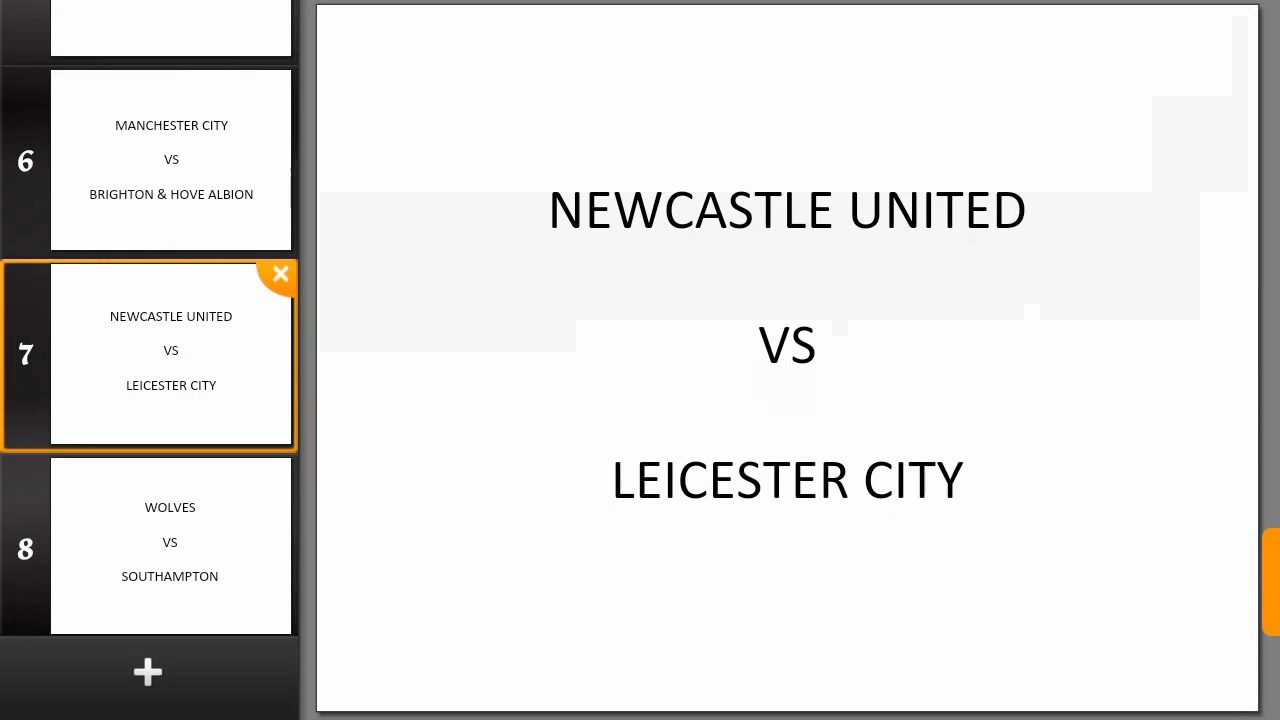 6
MANCHESTER CITY
VS
BRIGHTON & HOVE ALBION
7
NEWCASTLE UNITED
VS
LEICESTER CITY
8
WOLVES
VS
SOUTHAMPTON
NEWCASTLE UNITED
VS
LEICESTER CITY